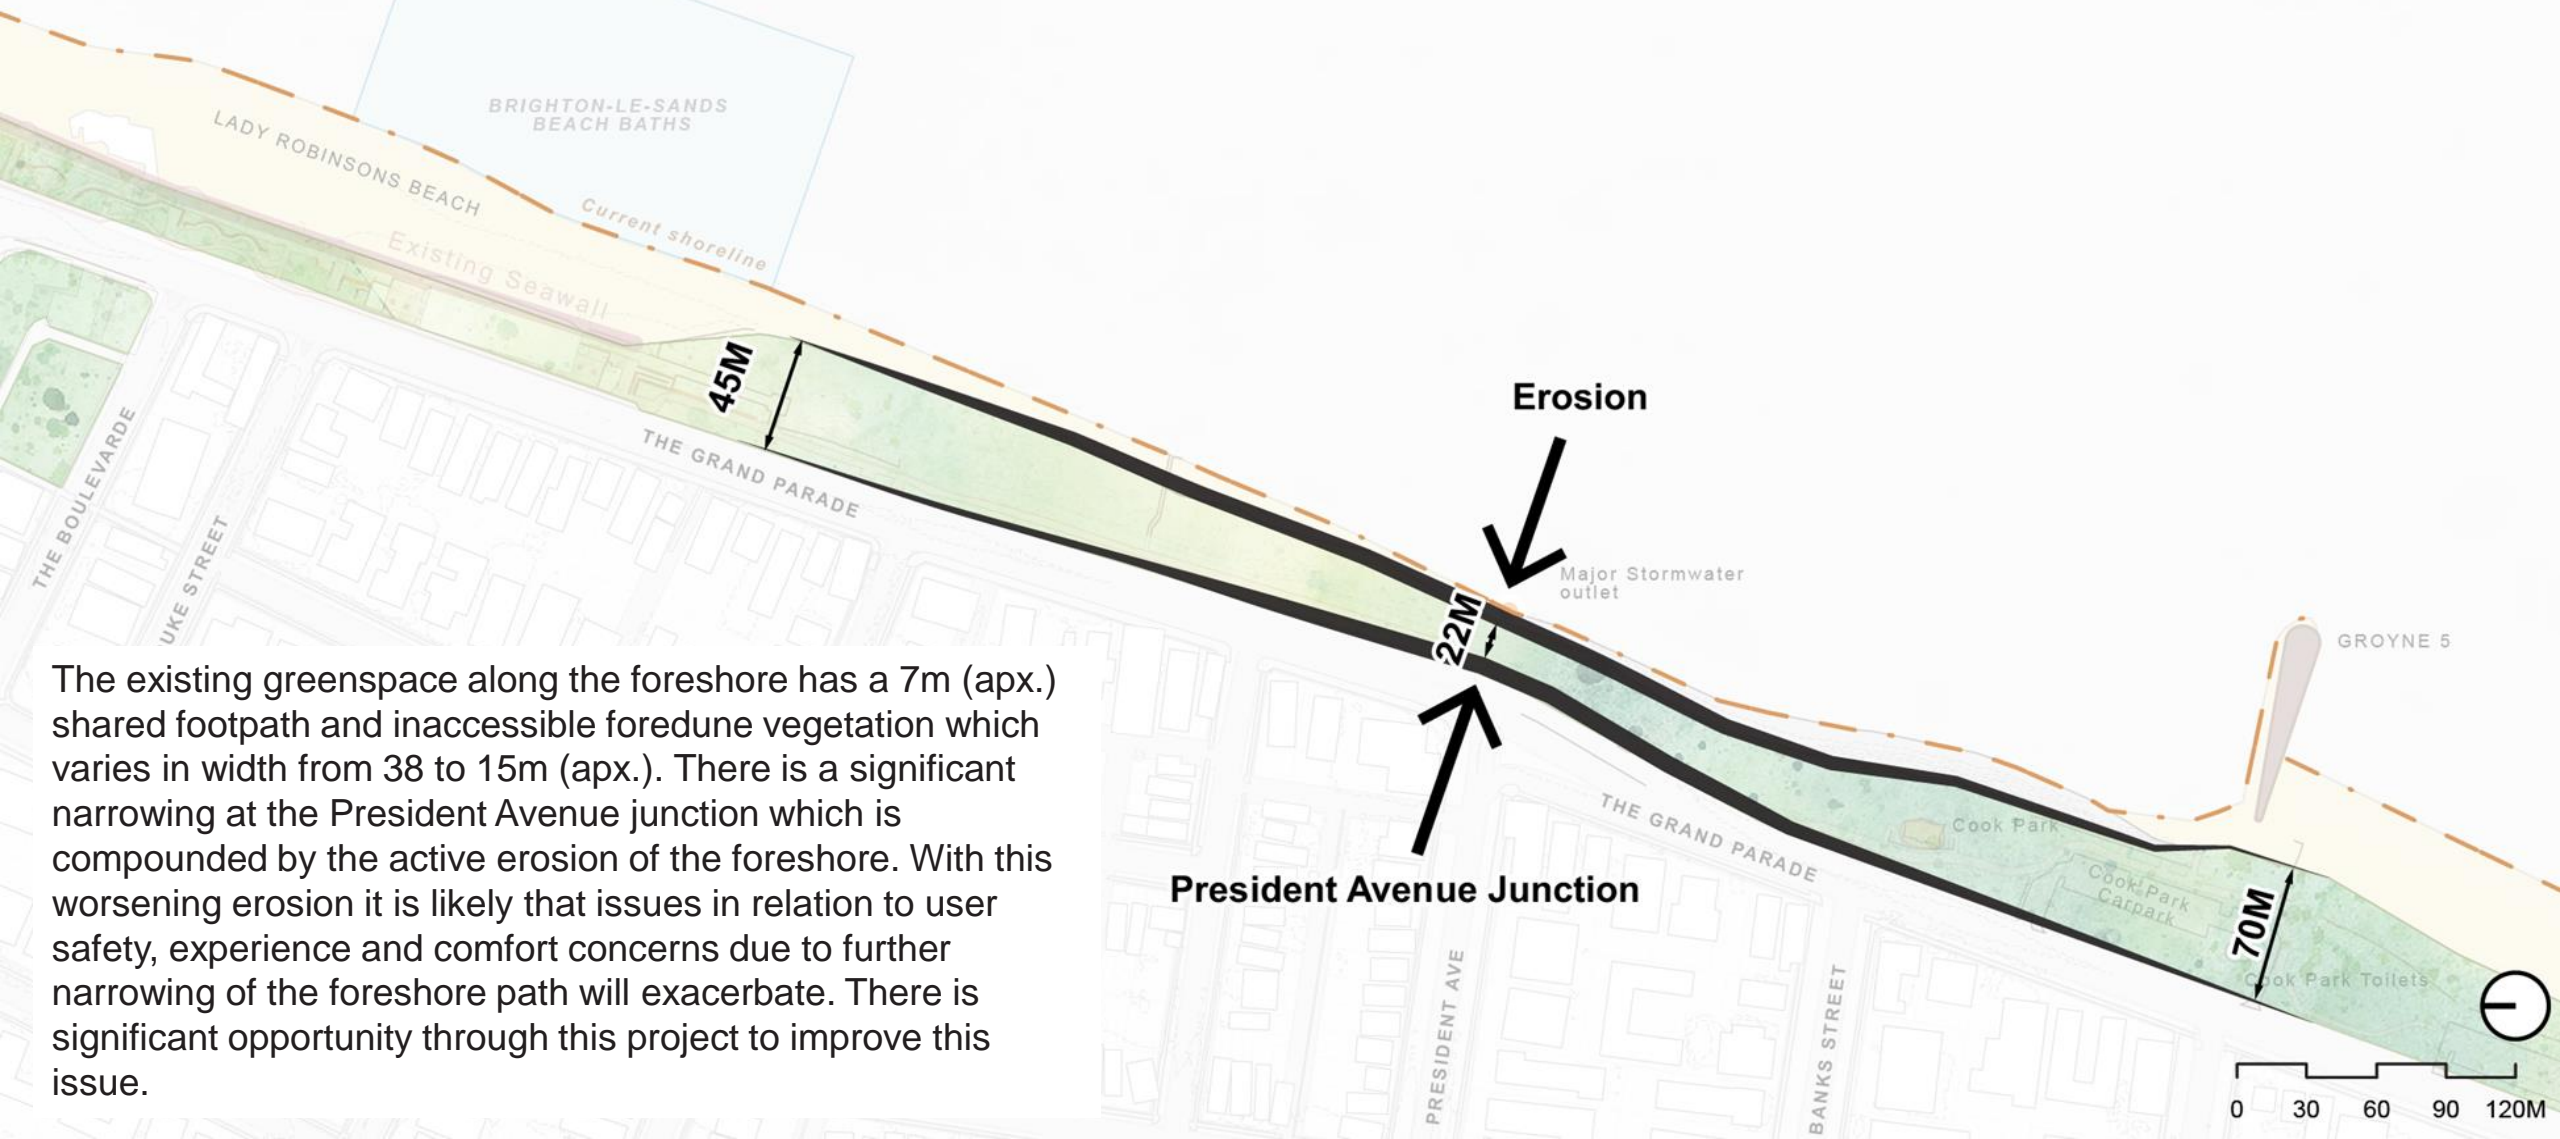 BRIGHTON-LE-SANDS
BEACH BATHS
LADY ROBINSONS BEACH
Current shoreline
Existing Seawall
45M
THE GRAND PARADE
THE BOULEVARDE
UKE STREET
Erosion
Major Stormwater
outlet
22M
GROYNE 5
President Avenue Junction
THE GRAND PARADE
Cook Park
Cook Park
Carpark
70M
Cook Park Toilets
PRESIDENT AVE
BANKS STREET
The existing greenspace along the foreshore has a 7m (apx.)
shared footpath and inaccessible foredune vegetation which
varies in width from 38 to 15m (apx.). There is a significant
narrowing at the President Avenue junction which is
compounded by the active erosion of the foreshore. With this
worsening erosion it is likely that issues in relation to user
safety, experience and comfort concerns due to further
narrowing of the foreshore path will exacerbate. There is
significant opportunity through this project to improve this
issue.
0 30 60 90 120M